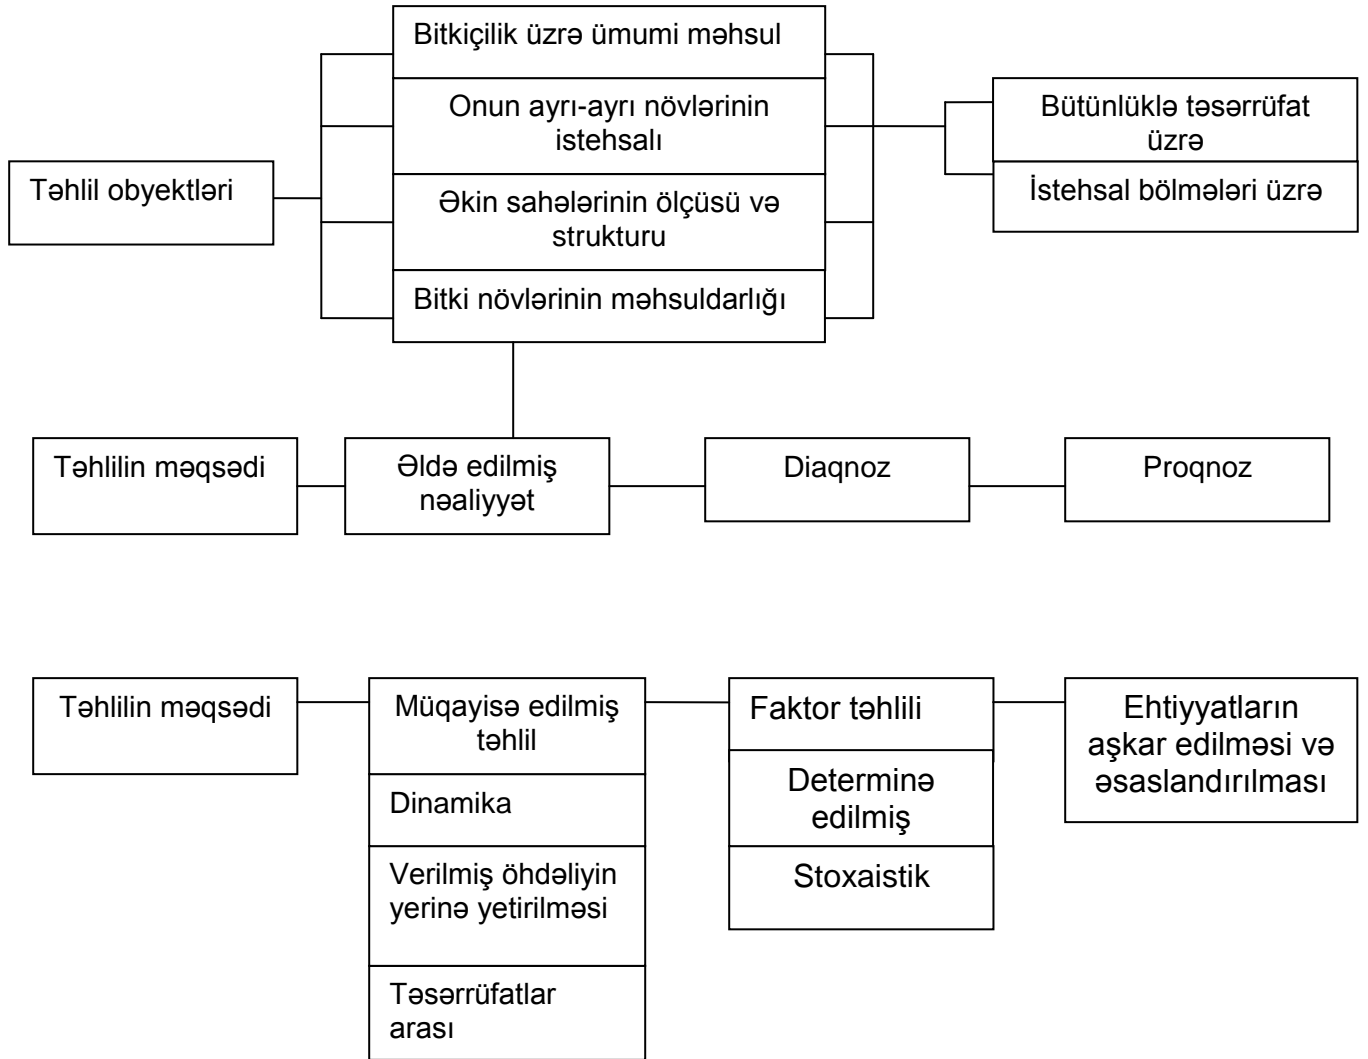 Bitkiçilik üzrə ümumi məhsul
Onun ayrı-ayrı növlərinin
istehsalı
Əkin sahələrinin ölçüsü və
strukturu
Bitki növlərinin məhsuldarlığı
Təhlil obyektləri
Bütünlüklə təsərrüfat
üzrə
İstehsal bölmələri üzrə
Təhlilin məqsədi
Əldə edilmiş
nəaliyyət
Diaqnoz
Proqnoz
Təhlilin məqsədi
Müqayisə edilmiş
təhlil
Dinamika
Verilmiş öhdəliyin
yerinə yetirilməsi
Təsərrüfatlar
arası
Faktor təhlili
Determinə
edilmiş
Stoxaistik
Ehtiyyatların
aşkar edilməsi və
əsaslandırılması